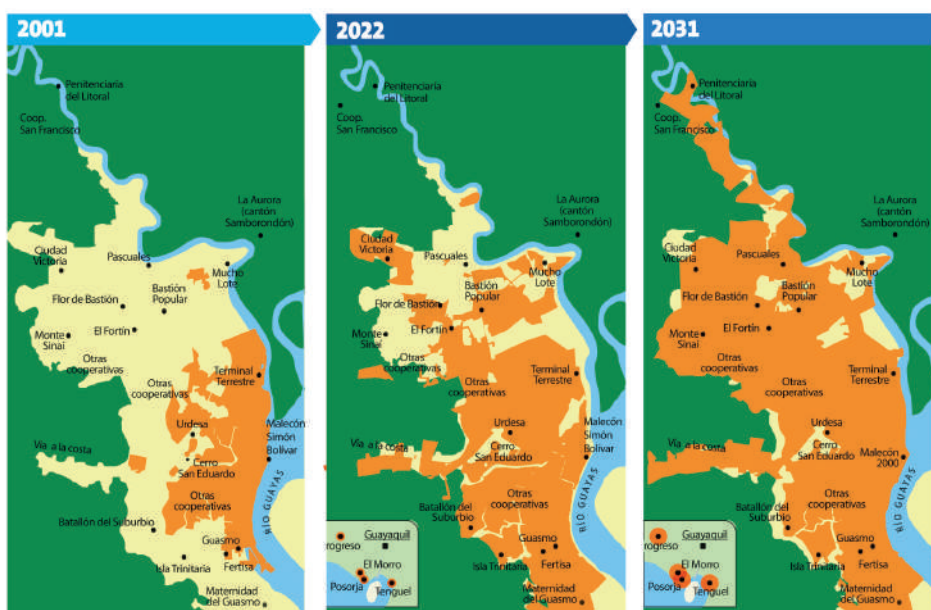 2001
Penitenciaría
del Litoral
Coop.
San Francisco
La Aurora
(cantón
Samborondón)
Ciudad
Victoria
Pascuales
Mucho
Lote
Flor de Bastión
Bastión
Popular
Monte
Sinaí
El Fortín
Otras
cooperativas
Otras
cooperativas
Terminal
Terrestre
Urdesa
Malecón
Simón
Bolívar
Vía a la costa
Cerro
San Eduardo
Otras
cooperativas
RÍO GUAYAS
Batallón del Suburbio
Guasmo
Isla Trinitaria
Fertisa
Maternidad
del Guasmo
2022
Penitenciaría
del Litoral
Coop.
San Francisco
La Aurora
(cantón
Samborondón)
Ciudad
Victoria
Pascuales
Mucho
Lote
Bastión
Popular
Flor de Bastión
El Fortín
Monte
Sinaí
Otras
cooperativas
Otras
cooperativas
Terminal
Terrestre
Urdesa
Malecón
Simón
Bolívar
Vía a la costa
Cerro
San Eduardo
Otras
cooperativas
RÍO GUAYAS
Batallón del
Suburbio
Guasmo
Isla Trinitaria
Fertisa
Maternidad
del Guasmo
Guayaquil
rogreso
El Morro
Posorja
Tenguel
2031
Penitenciaría
del Litoral
Coop.
San Francisco
La Aurora
(cantón
Samborondón)
Ciudad
Victoria
Pascuales
Mucho
Lote
Bastión
Popular
Flor de Bastión
El Fortín
Monte
Sinaí
Otras
cooperativas
Terminal
Terrestre
Urdesa
Cerro
San Eduardo
Malecón
2000
Vía a la costa
Otras
cooperativas
RÍO GUAYAS
Batallón del
Suburbio
Guasmo
Isla Trinitaria
Fertisa
Maternidad
del Guasmo
Guayaquil
rogreso
El Morro
Posorja
Tenguel